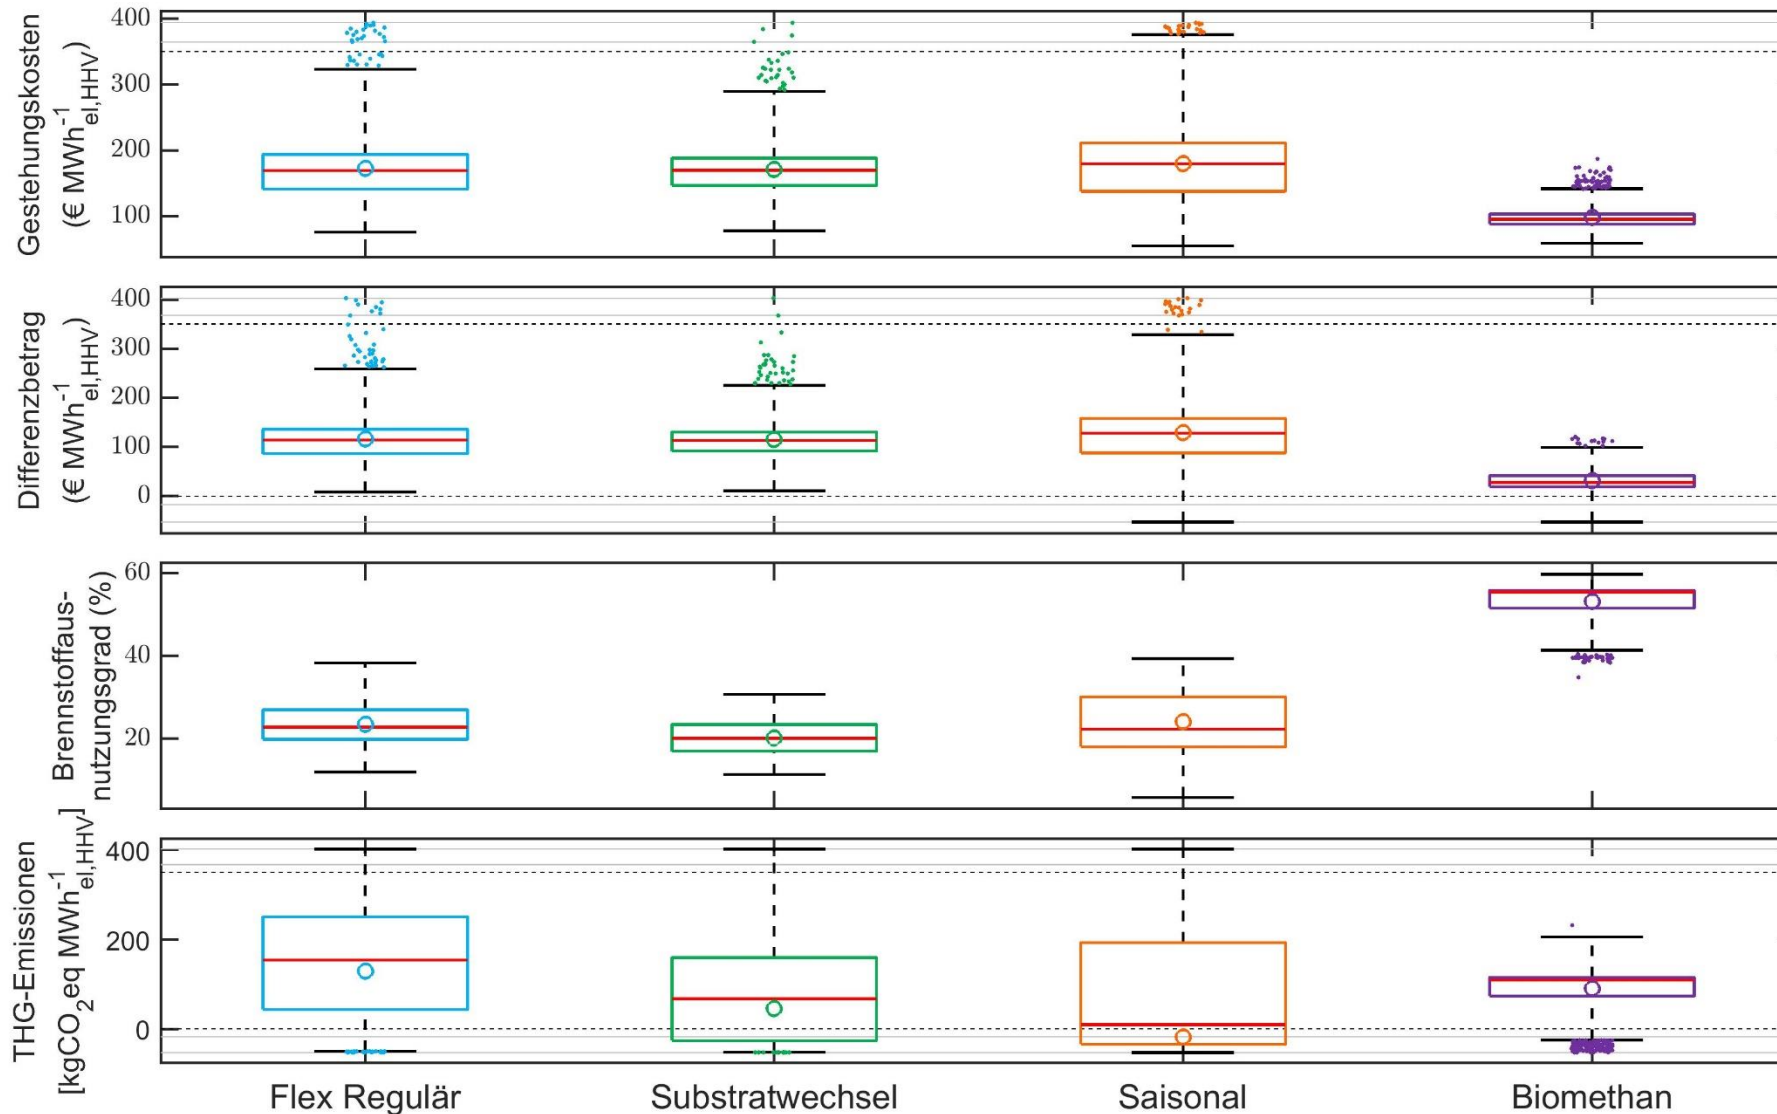 Gestehungskosten
(€ MWh⁻¹el,HHV)
400
300
200
100
Differenzbetrag
(€ MWh⁻¹el,HHV)
400
300
200
100
0
Brennstoffaus-
nutzungsgrad (%)
60
40
20
THG-Emissionen
[kgCO₂eq MWh⁻¹el,HHV]
400
200
0
Flex Regulär
Substratwechsel
Saisonal
Biomethan